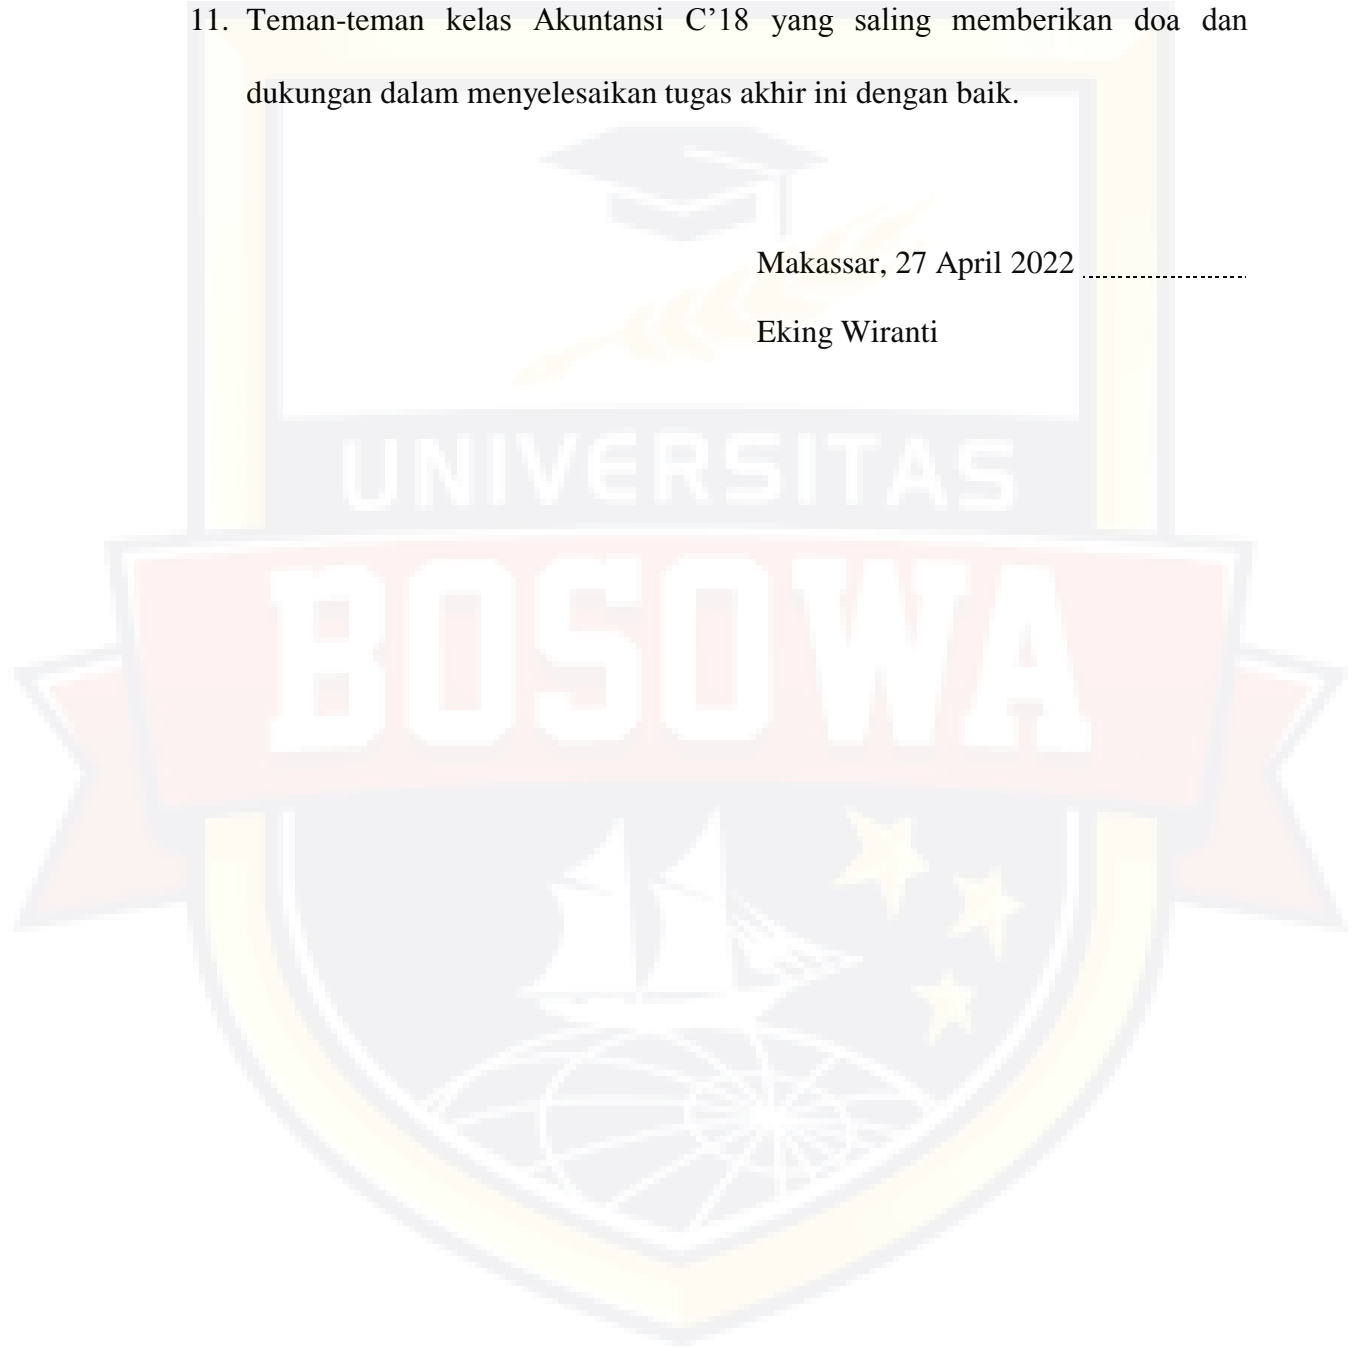 11. Teman-teman kelas Akuntansi C’18 yang saling memberikan doa dan
dukungan dalam menyelesaikan tugas akhir ini dengan baik.
Makassar, 27 April 2022
Eking Wiranti
UNIVERSITAS
BOSOWA